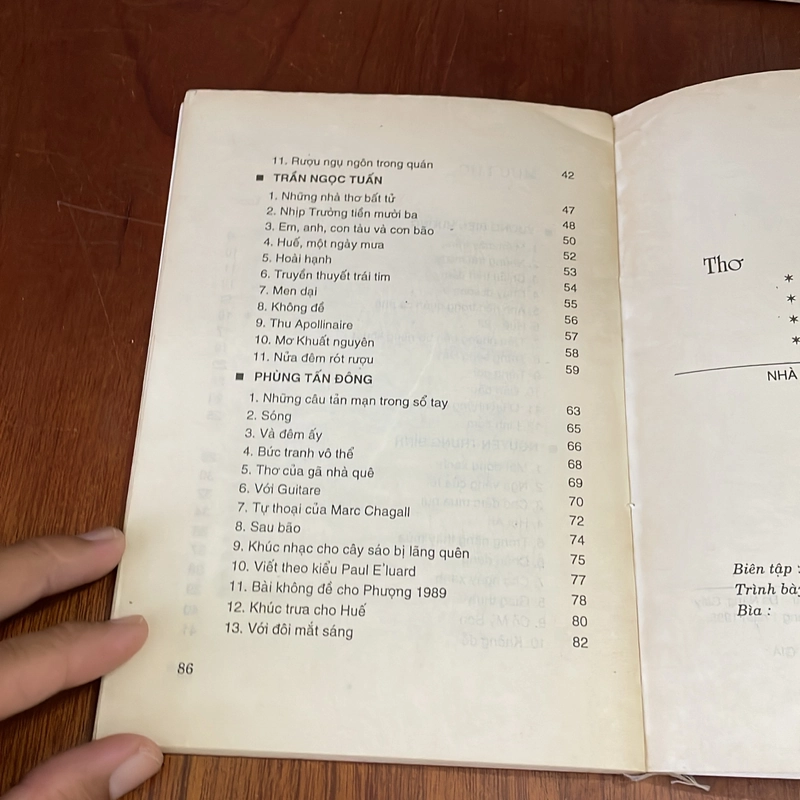 11. Rượu ngụ ngôn trong quán 42
■ TRẦN NGỌC TUẤN
1. Những nhà thơ bất tử 47
2. Nhịp Trường tiền mười ba 48
3. Em, anh, con tàu và con bão 50
4. Huế, một ngày mưa 52
5. Hoài hạnh 53
6. Truyền thuyết trái tim 54
7. Men dại 55
8. Không đề 56
9. Thu Apollinaire 57
10. Mơ Khuất nguyên 58
11. Nửa đêm rót rượu 59
■ PHÙNG TẤN ĐÔNG
1. Những câu tản mạn trong sổ tay 63
2. Sóng 65
3. Và đêm ấy 66
4. Bức tranh vô thể 68
5. Thơ của gã nhà quê 69
6. Với Guitare 70
7. Tự thoại của Marc Chagall 72
8. Sau bão 74
9. Khúc nhạc cho cây sáo bị lãng quên 75
10. Viết theo kiểu Paul E'luard 77
11. Bài không đề cho Phượng 1989 78
12. Khúc trưa cho Huế 80
13. Với đôi mắt sáng 82
86
Thơ
*
*
*
*
NHÀ
Biên tập :
Trình bày
Bìa :